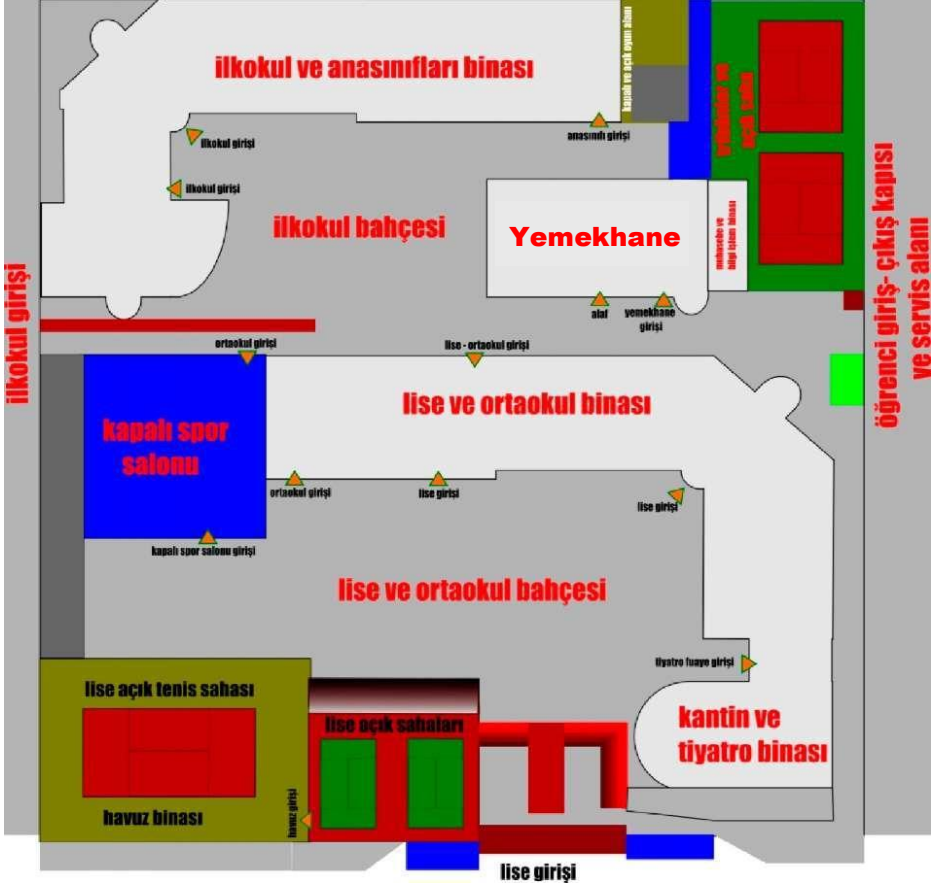 ilkokul ve anasınıfları binası
kapalı ve açık oyun alanı
anasınıfı girişi
ilkokul girişi
ilkokul girişi
ilkokul bahçesi
Yemekhane
muhasebe ve
bilgi işlem binası
açık saha
alaf
yemekhane
girişi
ilkokul girişi
öğrenci giriş- çıkış kapısı
ve servis alanı
ortaokul girişi
lise - ortaokul girişi
lise ve ortaokul binası
kapalı spor
salonu
ortaokul girişi
lise girişi
lise girişi
kapalı spor salonu girişi
lise ve ortaokul bahçesi
tiyatro fuaye girişi
lise açık tenis sahası
lise açık sahaları
kantin ve
tiyatro binası
havuz binası
havuz girişi
lise girişi